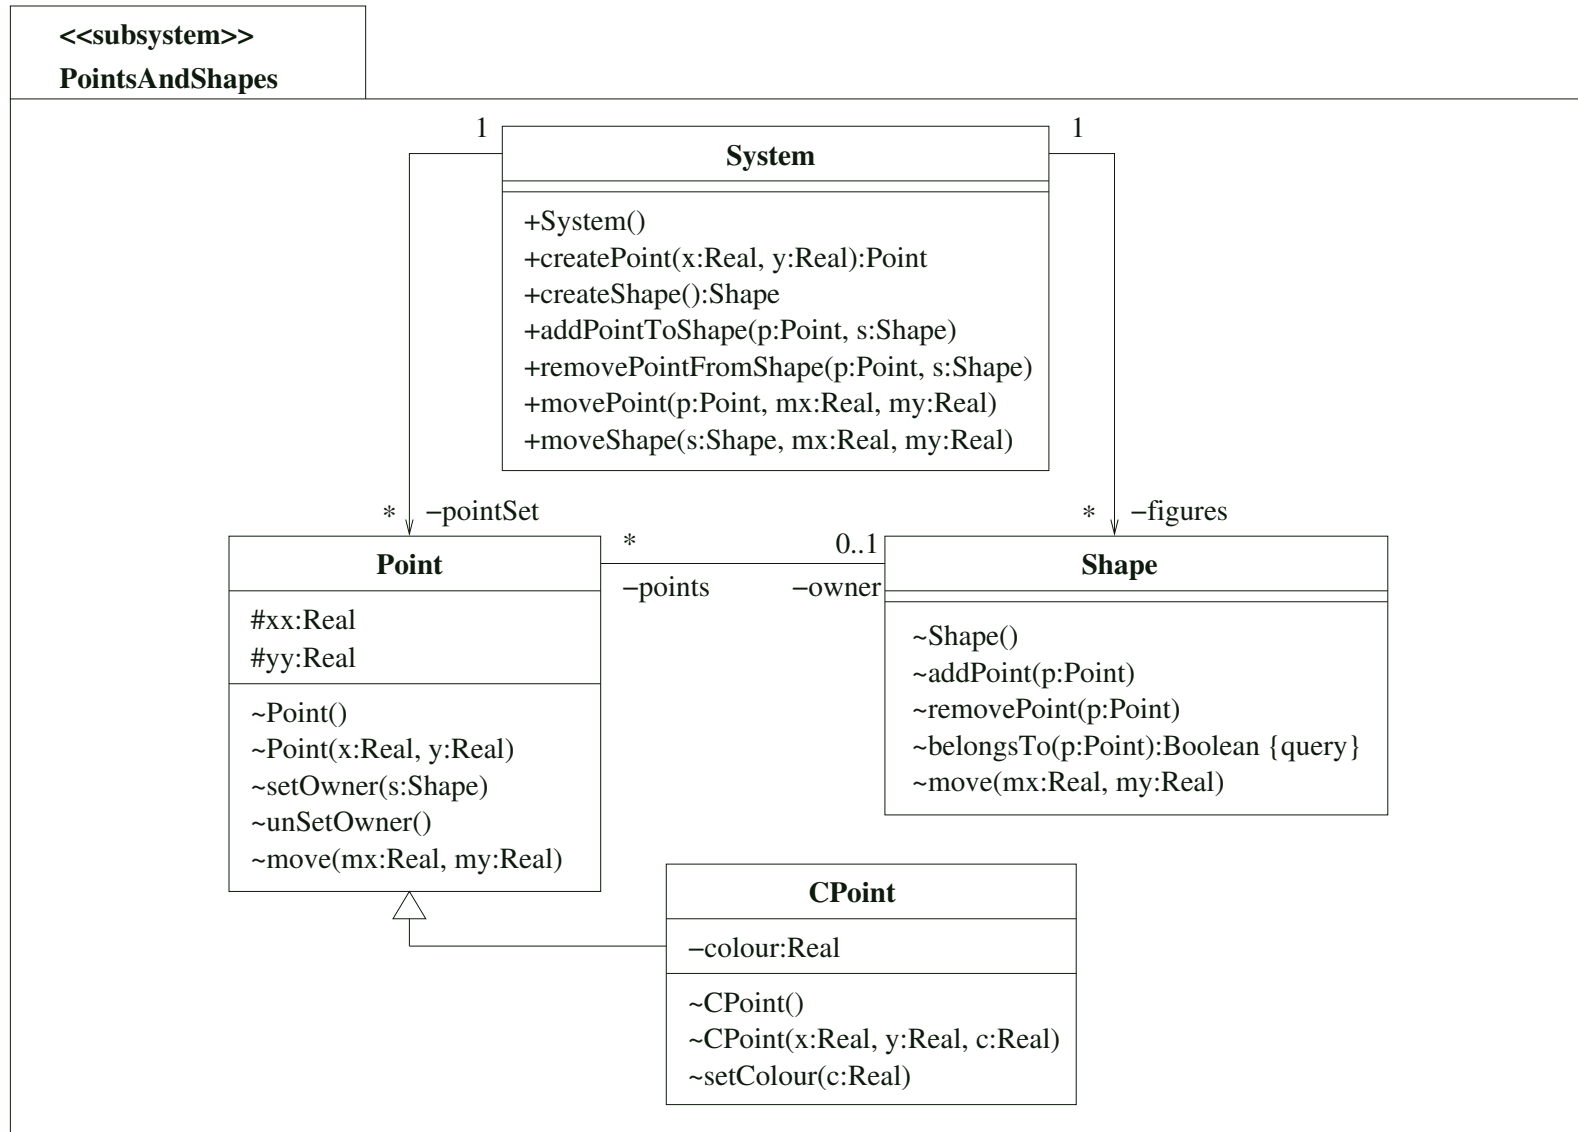 <<subsystem>>
PointsAndShapes
1
1
System
+System()
+createPoint(x:Real, y:Real):Point
+createShape():Shape
+addPointToShape(p:Point, s:Shape)
+removePointFromShape(p:Point, s:Shape)
+movePoint(p:Point, mx:Real, my:Real)
+moveShape(s:Shape, mx:Real, my:Real)
* −pointSet
* −figures
Point
#xx:Real
#yy:Real
~Point()
~Point(x:Real, y:Real)
~setOwner(s:Shape)
~unSetOwner()
~move(mx:Real, my:Real)
* 0..1
−points −owner
Shape
~Shape()
~addPoint(p:Point)
~removePoint(p:Point)
~belongsTo(p:Point):Boolean {query}
~move(mx:Real, my:Real)
CPoint
−colour:Real
~CPoint()
~CPoint(x:Real, y:Real, c:Real)
~setColour(c:Real)